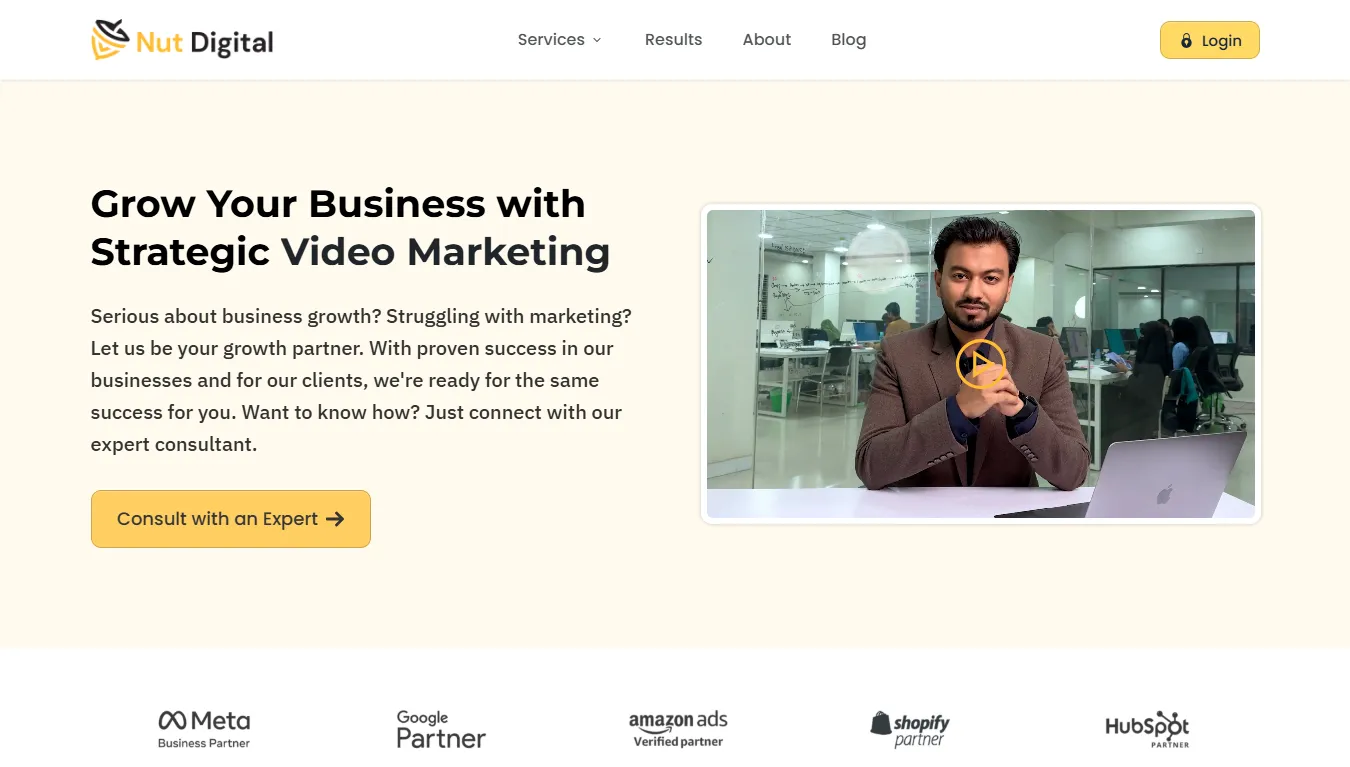 Nut Digital
Services
Results
About
Blog
Login
Grow Your Business with
Strategic Video Marketing
Serious about business growth? Struggling with marketing?
Let us be your growth partner. With proven success in our
businesses and for our clients, we're ready for the same
success for you. Want to know how? Just connect with our
expert consultant.
Consult with an Expert
Meta
Business Partner
Google
Partner
amazon ads
Verified partner
shopify
partner
HubSpot
PARTNER